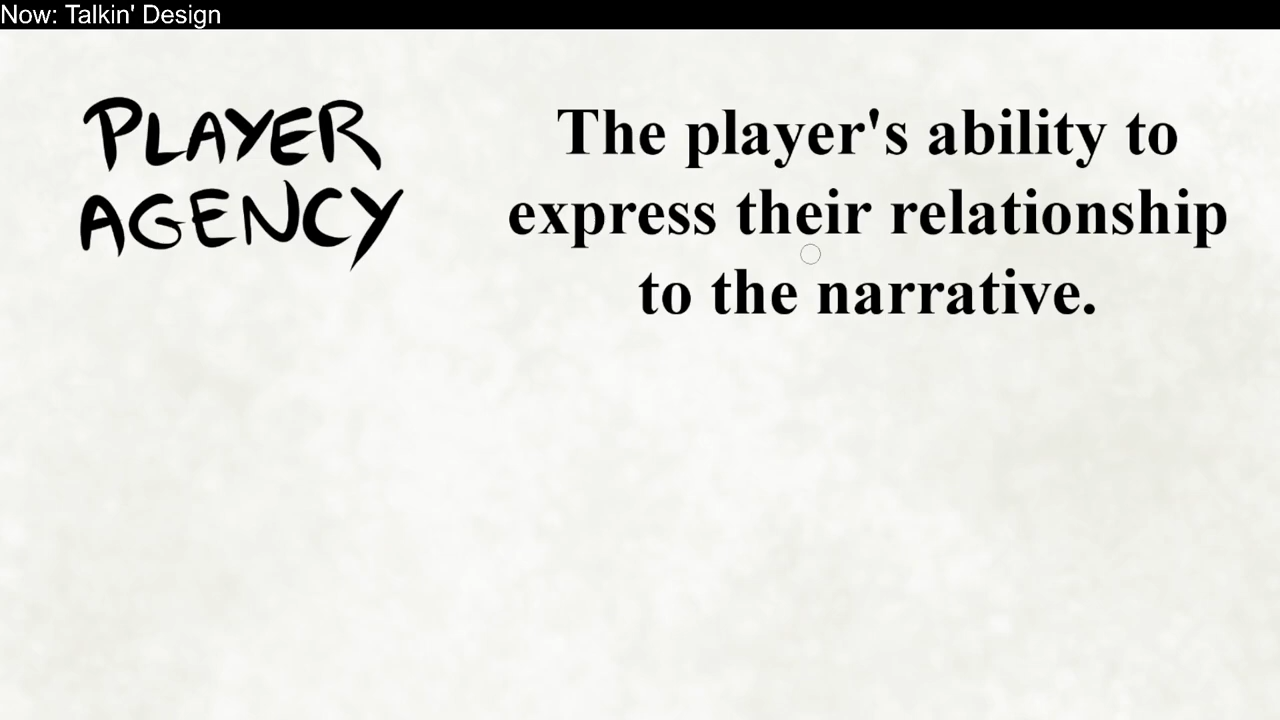 Now: Talkin' Design
PLAYER
AGENCY
The player's ability to
express their relationship
to the narrative.